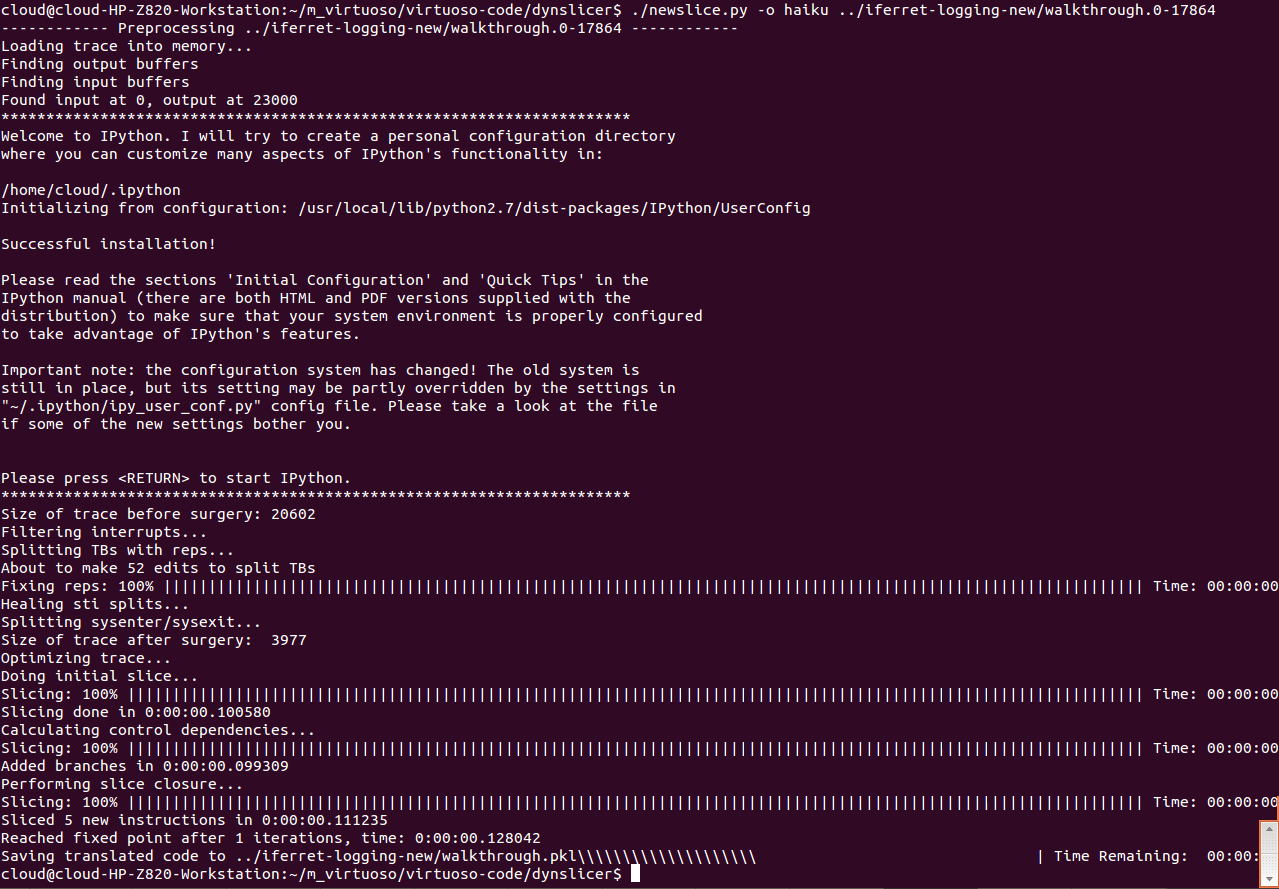 cloud@cloud-HP-Z820-Workstation:~/m_virtuoso/virtuoso-code/dynslicer$ ./newslice.py -o haiku ../iferret-logging-new/walkthrough.0-17864
------------ Preprocessing ../iferret-logging-new/walkthrough.0-17864 ------------
Loading trace into memory...
Finding output buffers
Finding input buffers
Found input at 0, output at 23000
**********************************************************************
Welcome to IPython. I will try to create a personal configuration directory
where you can customize many aspects of IPython's functionality in:

/home/cloud/.ipython
Initializing from configuration: /usr/local/lib/python2.7/dist-packages/IPython/UserConfig

Successful installation!

Please read the sections 'Initial Configuration' and 'Quick Tips' in the
IPython manual (there are both HTML and PDF versions supplied with the
distribution) to make sure that your system environment is properly configured
to take advantage of IPython's features.

Important note: the configuration system has changed! The old system is
still in place, but its setting may be partly overridden by the settings in
"~/.ipython/ipy_user_conf.py" config file. Please take a look at the file
if some of the new settings bother you.

Please press <RETURN> to start IPython.
**********************************************************************
Size of trace before surgery: 20602
Filtering interrupts...
Splitting TBs with reps...
About to make 52 edits to split TBs
Fixing reps: 100% ||||||||||||||||||||||||||||||||||||||||||||||||||||||||||||||||||||||||||||||||||||||||||||||||||||||||||||| Time: 00:00:00
Healing sti splits...
Splitting sysenter/sysexit...
Size of trace after surgery:  3977
Optimizing trace...
Doing initial slice...
Slicing: 100% ||||||||||||||||||||||||||||||||||||||||||||||||||||||||||||||||||||||||||||||||||||||||||||||||||||||||||||||||| Time: 00:00:00
Slicing done in 0:00:00.100580
Calculating control dependencies...
Slicing: 100% ||||||||||||||||||||||||||||||||||||||||||||||||||||||||||||||||||||||||||||||||||||||||||||||||||||||||||||||||| Time: 00:00:00
Added branches in 0:00:00.099309
Performing slice closure...
Slicing: 100% ||||||||||||||||||||||||||||||||||||||||||||||||||||||||||||||||||||||||||||||||||||||||||||||||||||||||||||||||| Time: 00:00:00
Sliced 5 new instructions in 0:00:00.111235
Reached fixed point after 1 iterations, time: 0:00:00.128042
Saving translated code to ../iferret-logging-new/walkthrough.pkl\\\\\\\\\\\\\\\\\\\\                               | Time Remaining:  00:00:
cloud@cloud-HP-Z820-Workstation:~/m_virtuoso/virtuoso-code/dynslicer$